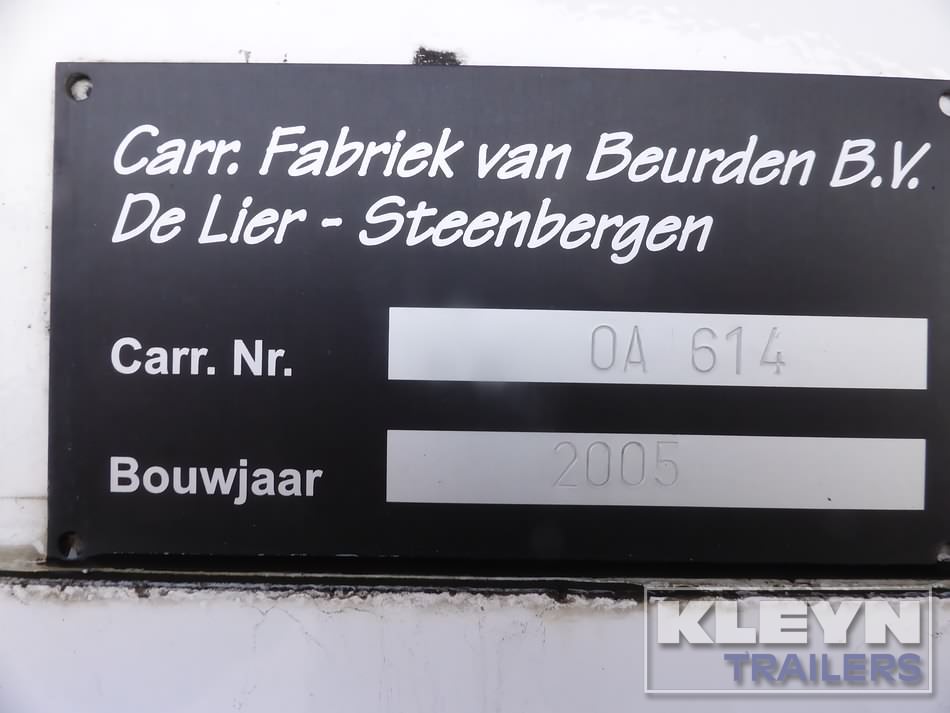 Carr. Fabriek van Beurden B.V.
De Lier - Steenbergen
Carr. Nr. OA 614
Bouwjaar 2005
KLEYN
TRAILERS